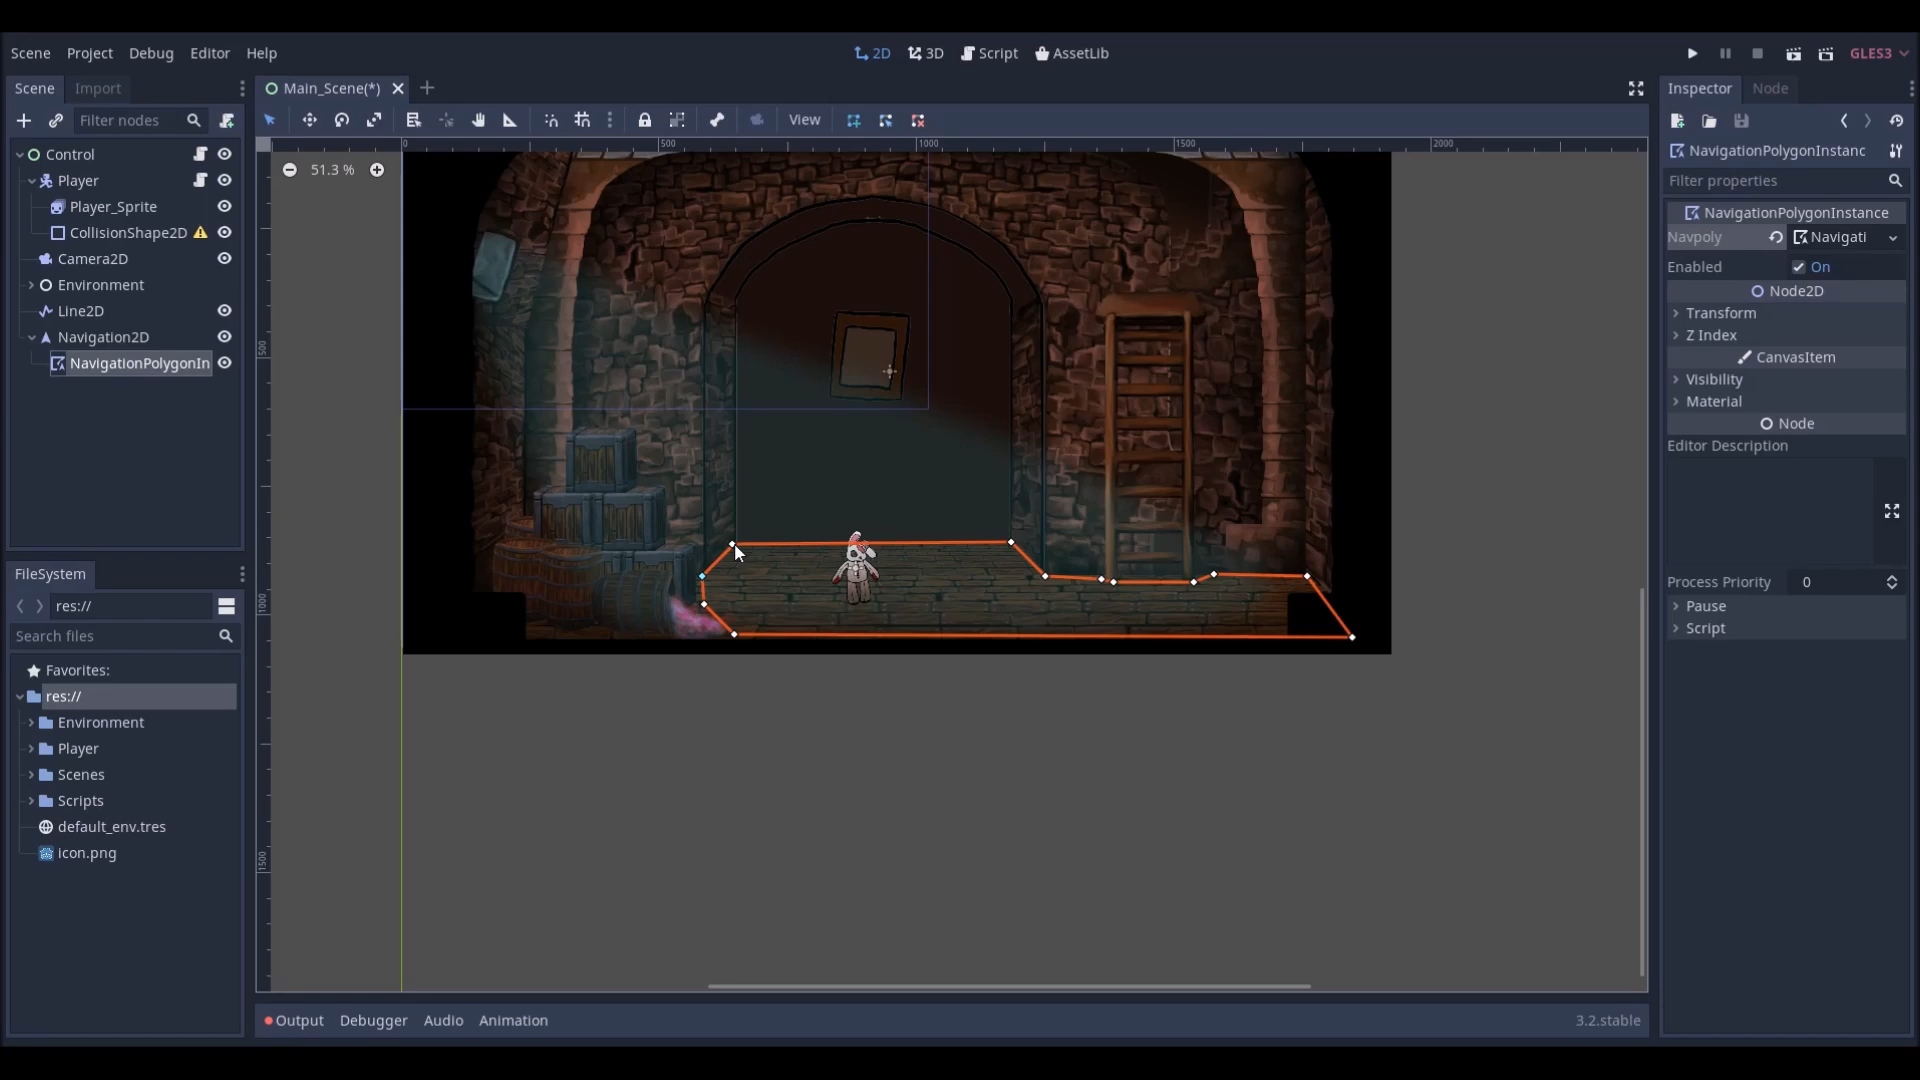 Scene Project Debug Editor Help 2D 3D Script AssetLib GLES3
Scene Import
Filter nodes
Control
Player
Player_Sprite
CollisionShape2D
Camera2D
Environment
Line2D
Navigation2D
NavigationPolygonIn
FileSystem
res://
Search files
Favorites:
res://
Environment
Player
Scenes
Scripts
default_env.tres
icon.png
Main_Scene(*)
View
0 500 1000 1500 2000
51.3 %
500
1000
1500
Output Debugger Audio Animation 3.2.stable
Inspector Node
NavigationPolygonInstanc
Filter properties
NavigationPolygonInstance
Navpoly Navigati
Enabled On
Node2D
Transform
Z Index
CanvasItem
Visibility
Material
Node
Editor Description
Process Priority 0
Pause
Script